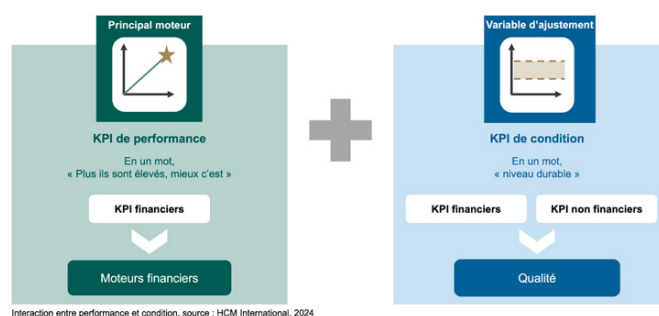 Principal moteur
KPI de performance
En un mot,
« Plus ils sont élevés, mieux c'est »
KPI financiers
Moteurs financiers
Variable d'ajustement
KPI de condition
En un mot,
« niveau durable »
KPI financiers
KPI non financiers
Qualité
Interaction entre performance et condition, source : HCM International, 2024